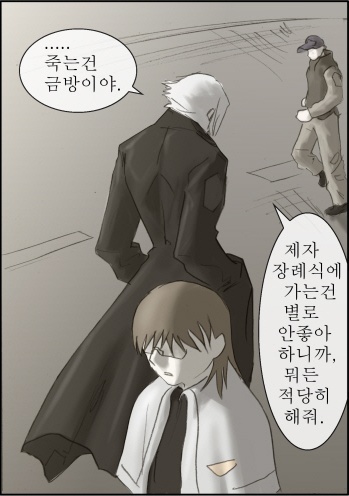 .....
죽는건
금방이야.
제자
장례식에
가는건
별로
안좋아
하니까,
뭐든
적당히
해줘.